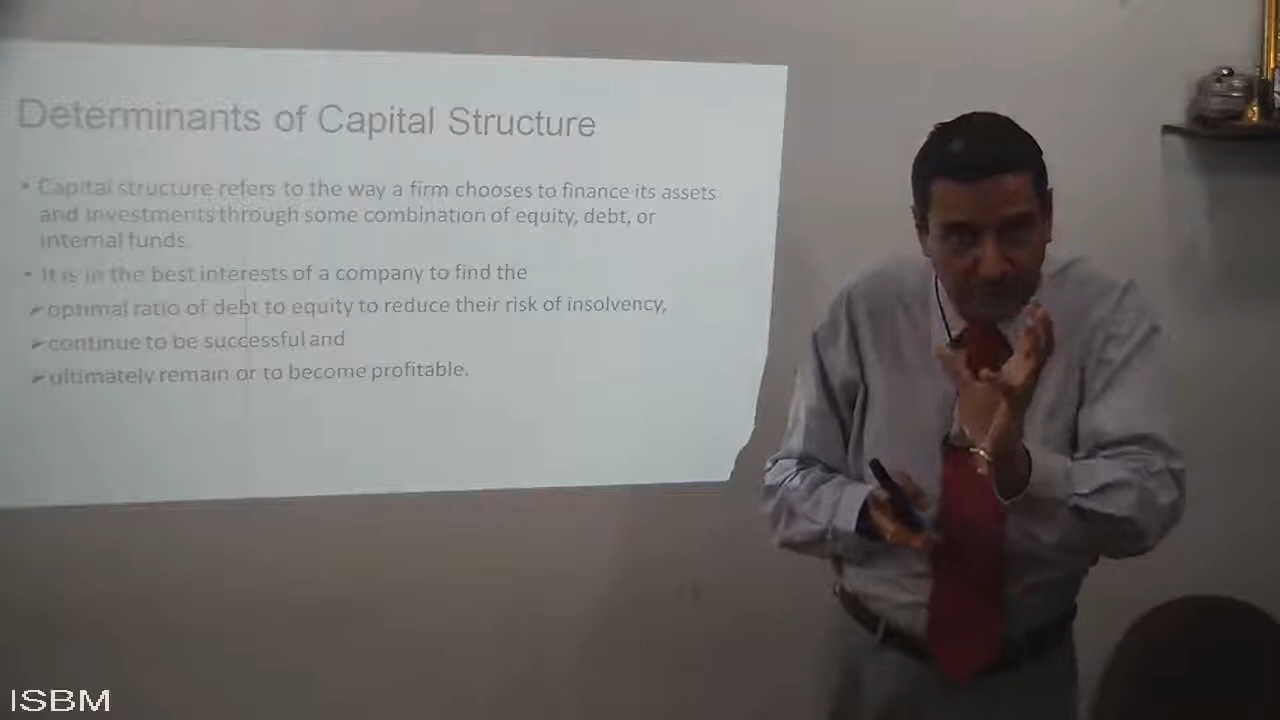 Determinants of Capital Structure
• Capital structure refers to the way a firm chooses to finance its assets
and investments through some combination of equity, debt, or
internal funds.
• It is in the best interests of a company to find the
➢ optimal ratio of debt to equity to reduce their risk of insolvency,
➢ continue to be successful and
➢ ultimately remain or to become profitable.
ISBM